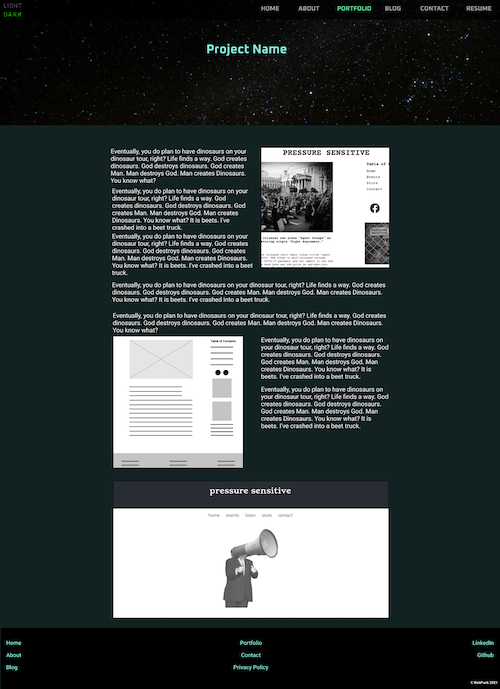 LIGHT
DARK
HOME ABOUT PORTFOLIO BLOG CONTACT RESUME
Project Name
Eventually, you do plan to have dinosaurs on your
dinosaur tour, right? Life finds a way. God creates
dinosaurs. God destroys dinosaurs. God creates
Man. Man destroys God. Man creates Dinosaurs.
You know what?
Eventually, you do plan to have dinosaurs on your
dinosaur tour, right? Life finds a way. God
creates dinosaurs. God destroys dinosaurs. God
creates Man. Man destroys God. Man creates
Dinosaurs. You know what? It is beets. I've
crashed into a beet truck.
Eventually, you do plan to have dinosaurs on your
dinosaur tour, right? Life finds a way. God creates
dinosaurs. God destroys dinosaurs. God creates
Man. Man destroys God. Man creates Dinosaurs.
You know what? It is beets. I've crashed into a beet
truck.
PRESSURE SENSITIVE
Table of
Home
Events
Store
Contact
Eventually, you do plan to have dinosaurs on your dinosaur tour, right? Life finds a way. God creates
dinosaurs. God destroys dinosaurs. God creates Man. Man destroys God. Man creates Dinosaurs.
You know what? It is beets. I've crashed into a beet truck.
Eventually, you do plan to have dinosaurs on your dinosaur tour, right? Life finds a way. God creates
dinosaurs. God destroys dinosaurs. God creates Man. Man destroys God. Man creates Dinosaurs.
You know what?
Table of Contents
Eventually, you do plan to have dinosaurs on
your dinosaur tour, right? Life finds a way. God
creates dinosaurs. God destroys dinosaurs.
God creates Man. Man destroys God. Man
creates Dinosaurs. You know what? It is
beets. I've crashed into a beet truck.
Eventually, you do plan to have dinosaurs on
your dinosaur tour, right? Life finds a way. God
creates dinosaurs. God destroys dinosaurs.
God creates Man. Man destroys God. Man
creates Dinosaurs. You know what? It is
beets. I've crashed into a beet truck.
pressure sensitive
home events listen store contact
Home Portfolio LinkedIn
About Contact Github
Blog Privacy Policy
© WebPunk 2021